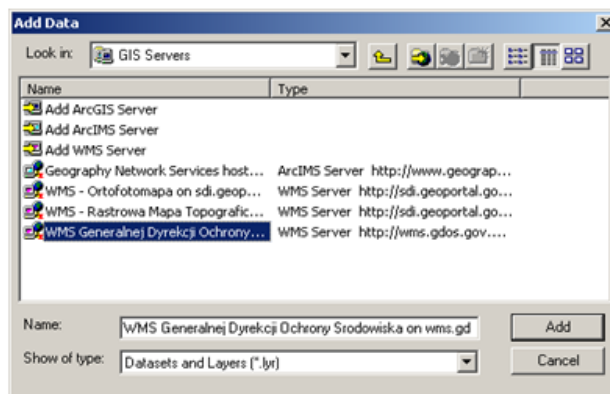 Add Data
Look in: GIS Servers
Name Type
Add ArcGIS Server
Add ArcIMS Server
Add WMS Server
Geography Network Services host... ArcIMS Server http://www.geograp...
WMS - Ortofotomapa on sdi.geop... WMS Server http://sdi.geoportal.go...
WMS - Rastrowa Mapa Topografic... WMS Server http://sdi.geoportal.go...
WMS Generalnej Dyrekcji Ochrony... WMS Server http://wms.gdos.gov....
Name: WMS Generalnej Dyrekcji Ochrony Srodowiska on wms.gd Add
Show of type: Datasets and Layers (*.lyr) Cancel